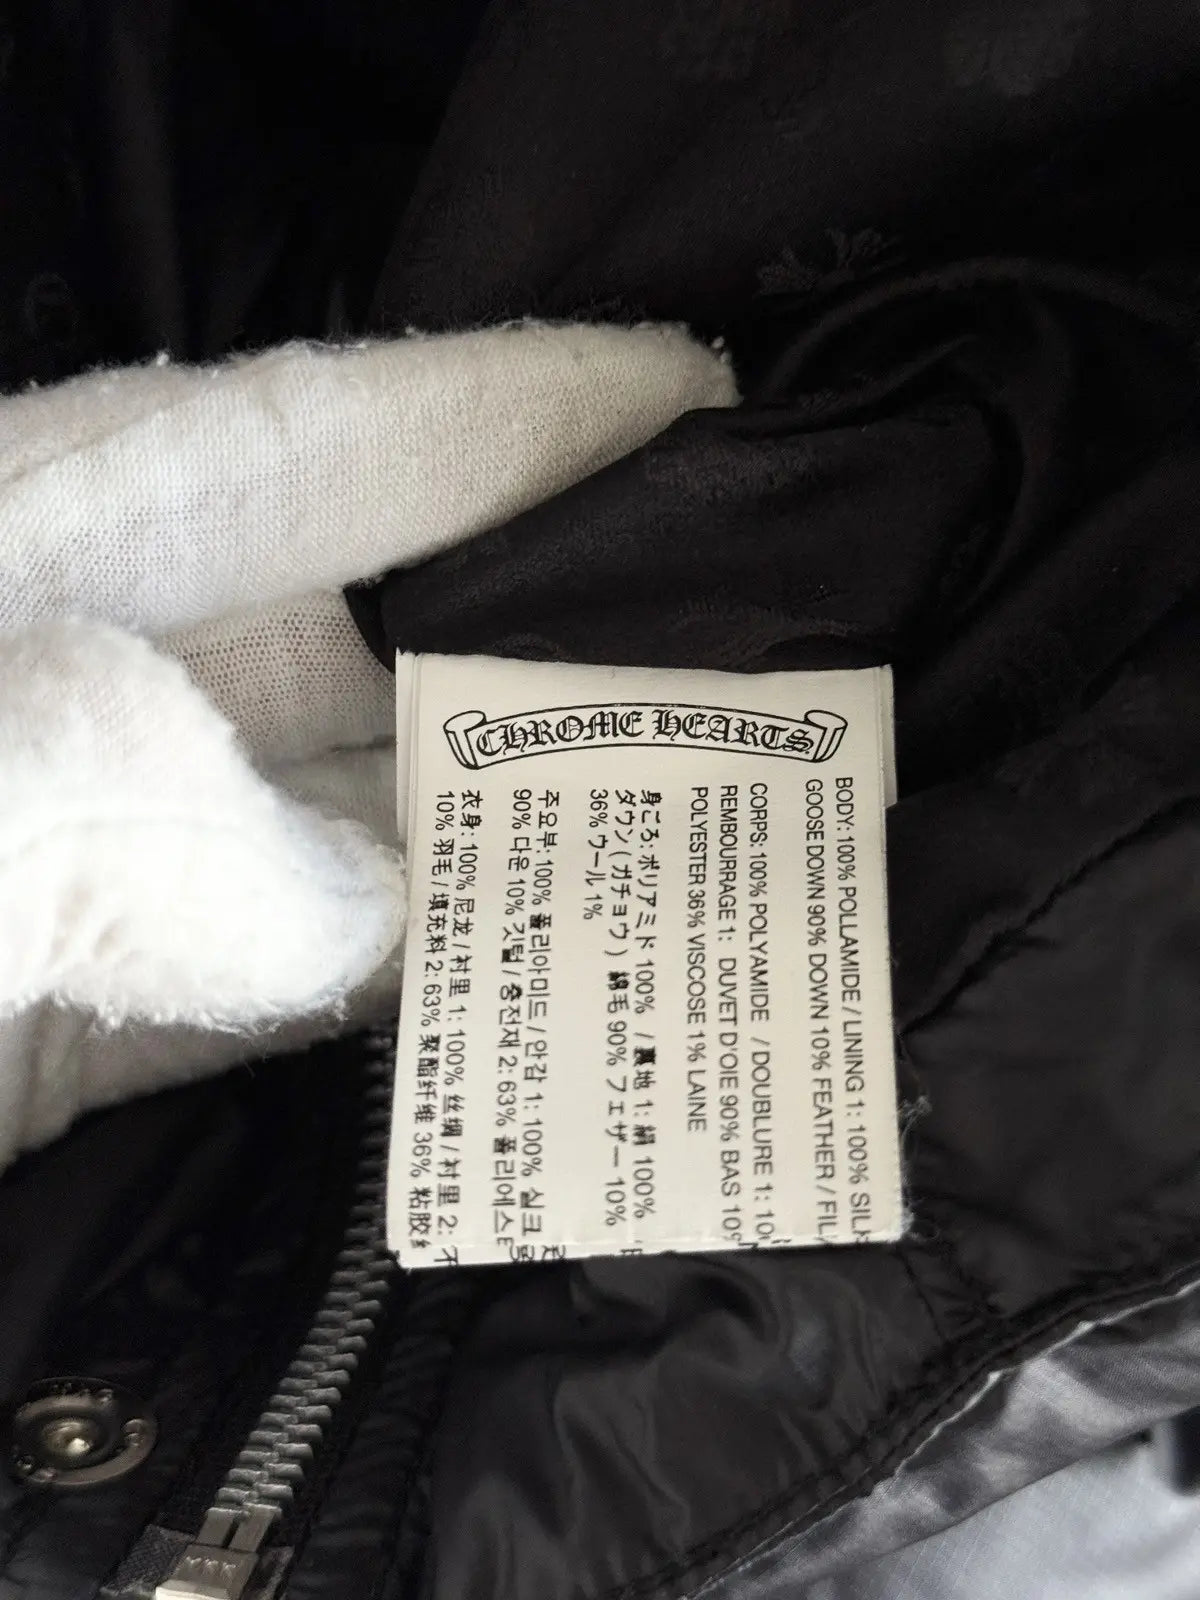 CHROME HEARTS
BODY: 100% POLLAMIDE / LINING 1: 100% SILK
GOOSE DOWN 90% DOWN 10% FEATHER / FILL
CORPS: 100% POLYAMIDE / DOUBLURE 1: 10
REMBOURRAGE 1: DUVET D'OIE 90% BAS 10%
POLYESTER 36% VISCOSE 1% LAINE
身ごろ: ポリアミド 100% / 裏地 1: 絹 100%
ダウン (ガチョウ) 綿毛 90% フェザー 10%
36% ウール 1%
주요부: 100% 폴리아미드 / 안감 1: 100% 실크
90% 다운 10% 깃털 / 충전재 2: 63% 폴리에스
衣身: 100% 尼龙 / 衬里 1: 100% 丝绸 / 衬里 2:
10% 羽毛 / 填充料 2: 63% 聚酯纤维 36% 粘胶